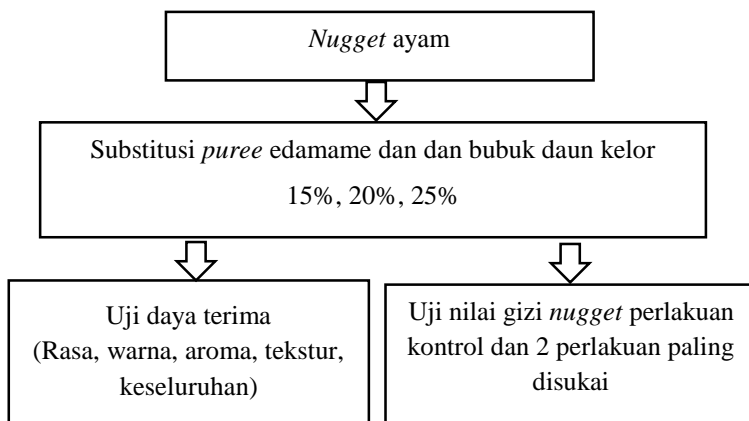 Nugget ayam
Substitusi puree edamame dan dan bubuk daun kelor
15%, 20%, 25%
Uji daya terima
(Rasa, warna, aroma, tekstur,
keseluruhan)
Uji nilai gizi nugget perlakuan
kontrol dan 2 perlakuan paling
disukai